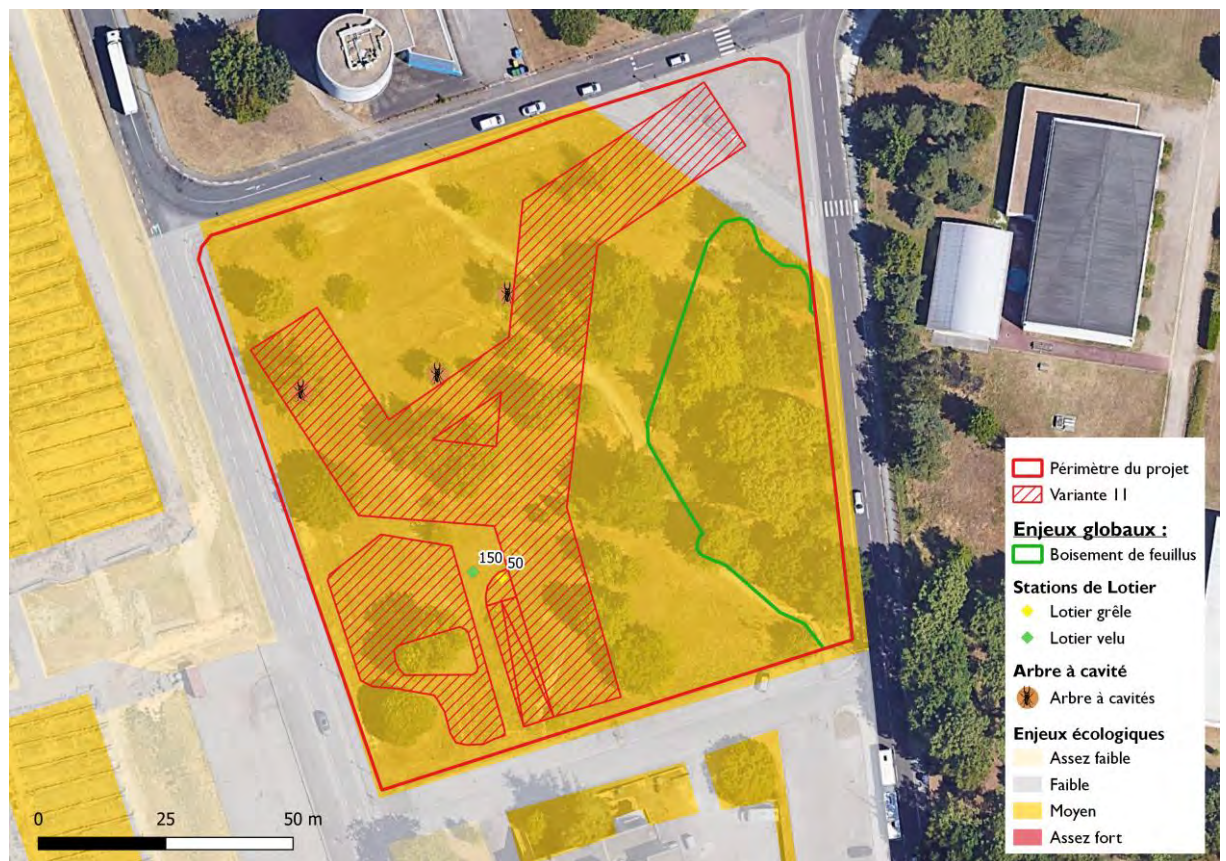 150
50
Périmètre du projet
Variante 11
Enjeux globaux :
Boisement de feuillus
Stations de Lotier
Lotier grêle
Lotier velu
Arbre à cavité
Arbre à cavités
Enjeux écologiques
Assez faible
Faible
Moyen
Assez fort
0 25 50 m